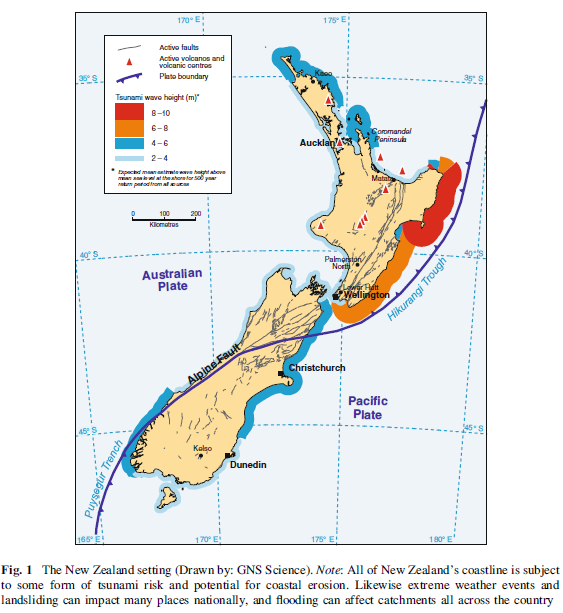 170° E
175° E
Active faults
Active volcanos and
volcanic centres
Plate boundary
Tsunami wave height (m)*
8 – 10
6 – 8
4 – 6
2 – 4
* Expected mean estimate wave height above
mean sea level at the shore for 500 year
return period from all sources
0 100 200
Kilometres
35° S
35° S
Kaeo
Aucklan
Coromandel
Peninsula
Matata
40° S
40° S
Palmerston
North
Lower Hutt
Wellington
Hikurangi Trough
Australian
Plate
Alpine Fault
Christchurch
Pacific
Plate
45° S
45° S
Kelso
Dunedin
Puysegur Trench
165° E
170° E
175° E
180° E
Fig. 1 The New Zealand setting (Drawn by: GNS Science). Note: All of New Zealand's coastline is subject
to some form of tsunami risk and potential for coastal erosion. Likewise extreme weather events and
landsliding can impact many places nationally, and flooding can affect catchments all across the country